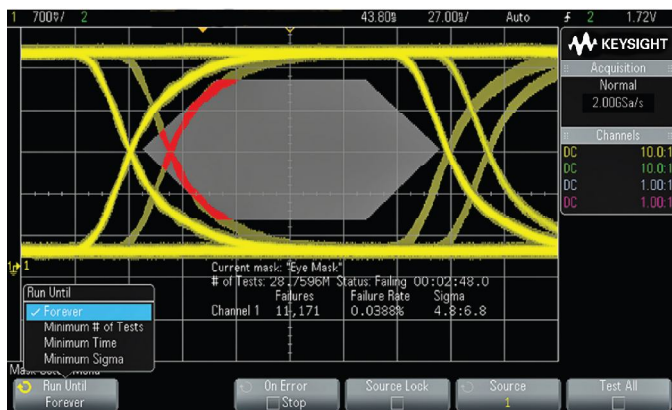 1 700V/ 2 43.80s 27.00s/ Auto 2 1.72V
KEYSIGHT
Acquisition
Normal
2.00GSa/s
Channels
DC 10.0:1
DC 10.0:1
DC 1.00:1
DC 1.00:1
1
Current mask: "Eye Mask"
# of Tests: 28.7596M Status: Failing 00:02:48.0
Failures Failure Rate Sigma
Channel 1 11,171 0.0388% 4.8:6.8
Run Until
Forever
Minimum # of Tests
Minimum Time
Minimum Sigma
Run Until
Forever
On Error
Stop
Source Lock
Source
1
Test All